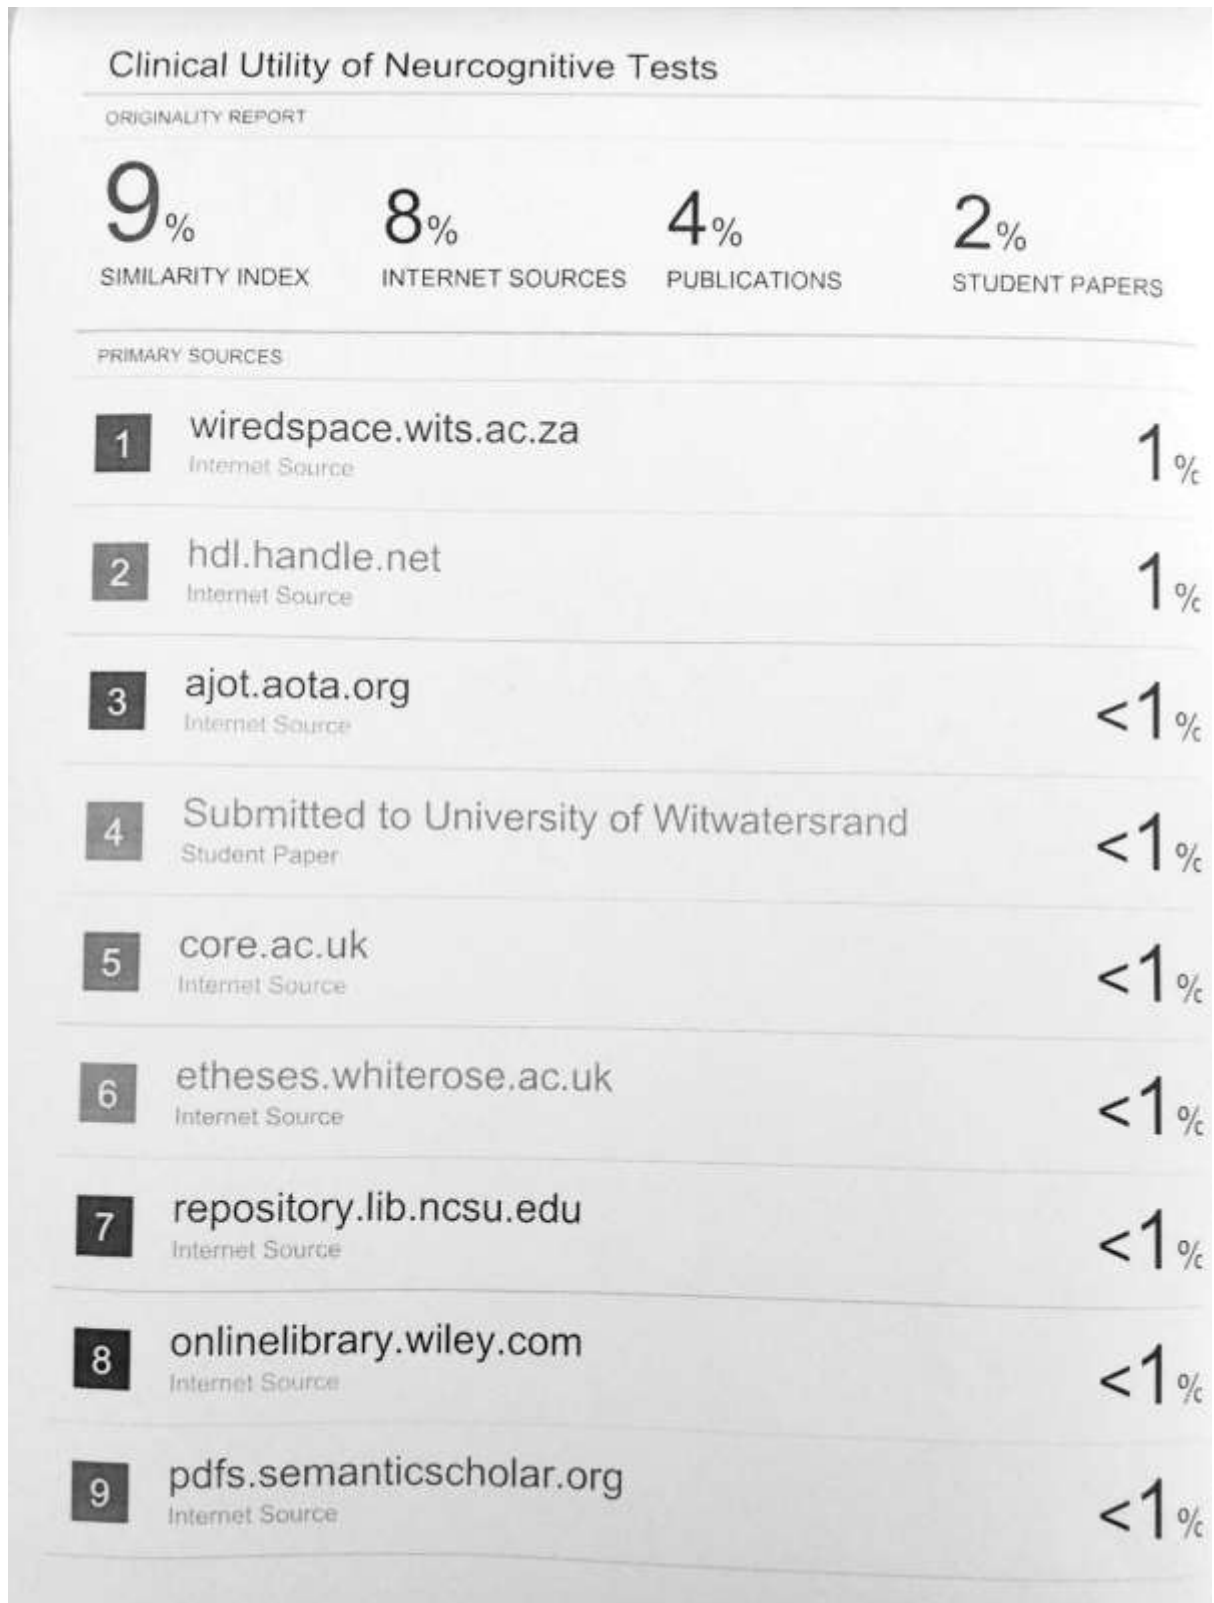 Clinical Utility of Neurcognitive Tests
ORIGINALITY REPORT
9% 8% 4% 2%
SIMILARITY INDEX INTERNET SOURCES PUBLICATIONS STUDENT PAPERS
PRIMARY SOURCES
1 wiredspace.wits.ac.za 1%
Internet Source
2 hdl.handle.net 1%
Internet Source
3 ajot.aota.org <1%
Internet Source
4 Submitted to University of Witwatersrand <1%
Student Paper
5 core.ac.uk <1%
Internet Source
6 etheses.whiterose.ac.uk <1%
Internet Source
7 repository.lib.ncsu.edu <1%
Internet Source
8 onlinelibrary.wiley.com <1%
Internet Source
9 pdfs.semanticscholar.org <1%
Internet Source